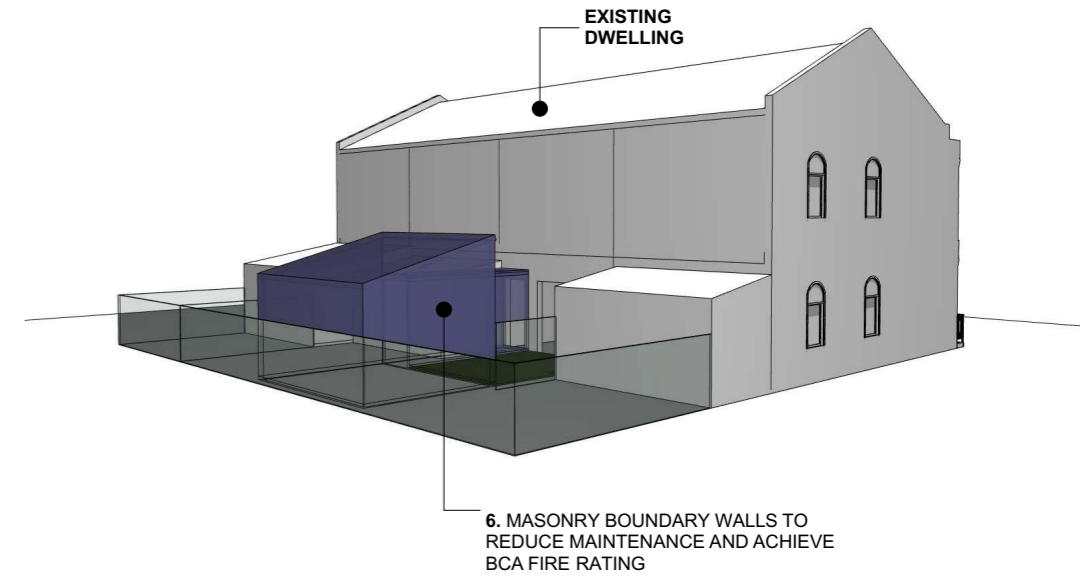 EXISTING
DWELLING
6. MASONRY BOUNDARY WALLS TO
REDUCE MAINTENANCE AND ACHIEVE
BCA FIRE RATING